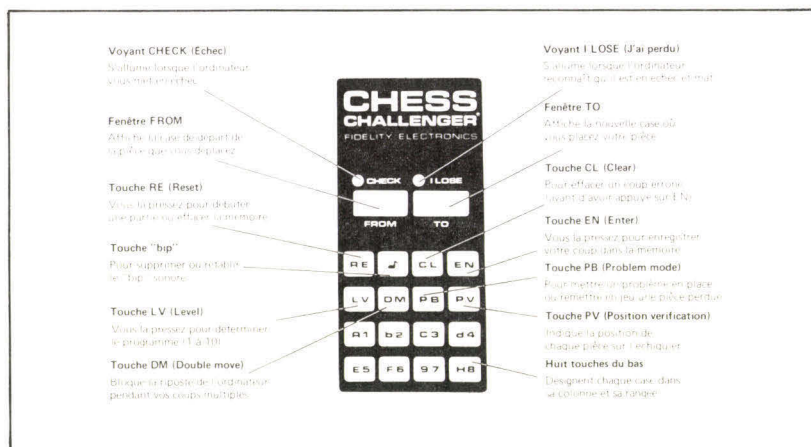 Voyant CHECK (Échec)
S'allume lorsque l'ordinateur
vous met en échec
Fenêtre FROM
Affiche la case de départ de
la pièce que vous déplacez
Touche RE (Reset)
Vous la pressez pour débuter
une partie ou effacer la mémoire
Touche "bip"
Pour supprimer ou rétablir
le "bip" sonore
Touche LV (Level)
Vous la pressez pour déterminer
le programme (1 à 10)
Touche DM (Double move)
Bloque la riposte de l'ordinateur
pendant vos coups multiples
CHESS
CHALLENGER
FIDELITY ELECTRONICS
CHECK I LOSE
FROM TO
RE CL EN
LV DM PB PV
A1 b2 C3 d4
E5 F6 97 H8
Voyant I LOSE (J'ai perdu)
S'allume lorsque l'ordinateur
reconnaît qu'il est en échec et mat
Fenêtre TO
Affiche la nouvelle case où
vous placez votre pièce
Touche CL (Clear)
Pour effacer un coup erroné
(avant d'avoir appuyé sur EN)
Touche EN (Enter)
Vous la pressez pour enregistrer
votre coup dans la mémoire
Touche PB (Problem mode)
Pour mettre un problème en place
ou remettre en jeu une pièce perdue
Touche PV (Position verification)
Indique la position de
chaque pièce sur l'échiquier
Huit touches du bas
Désignent chaque case dans
sa colonne et sa rangée